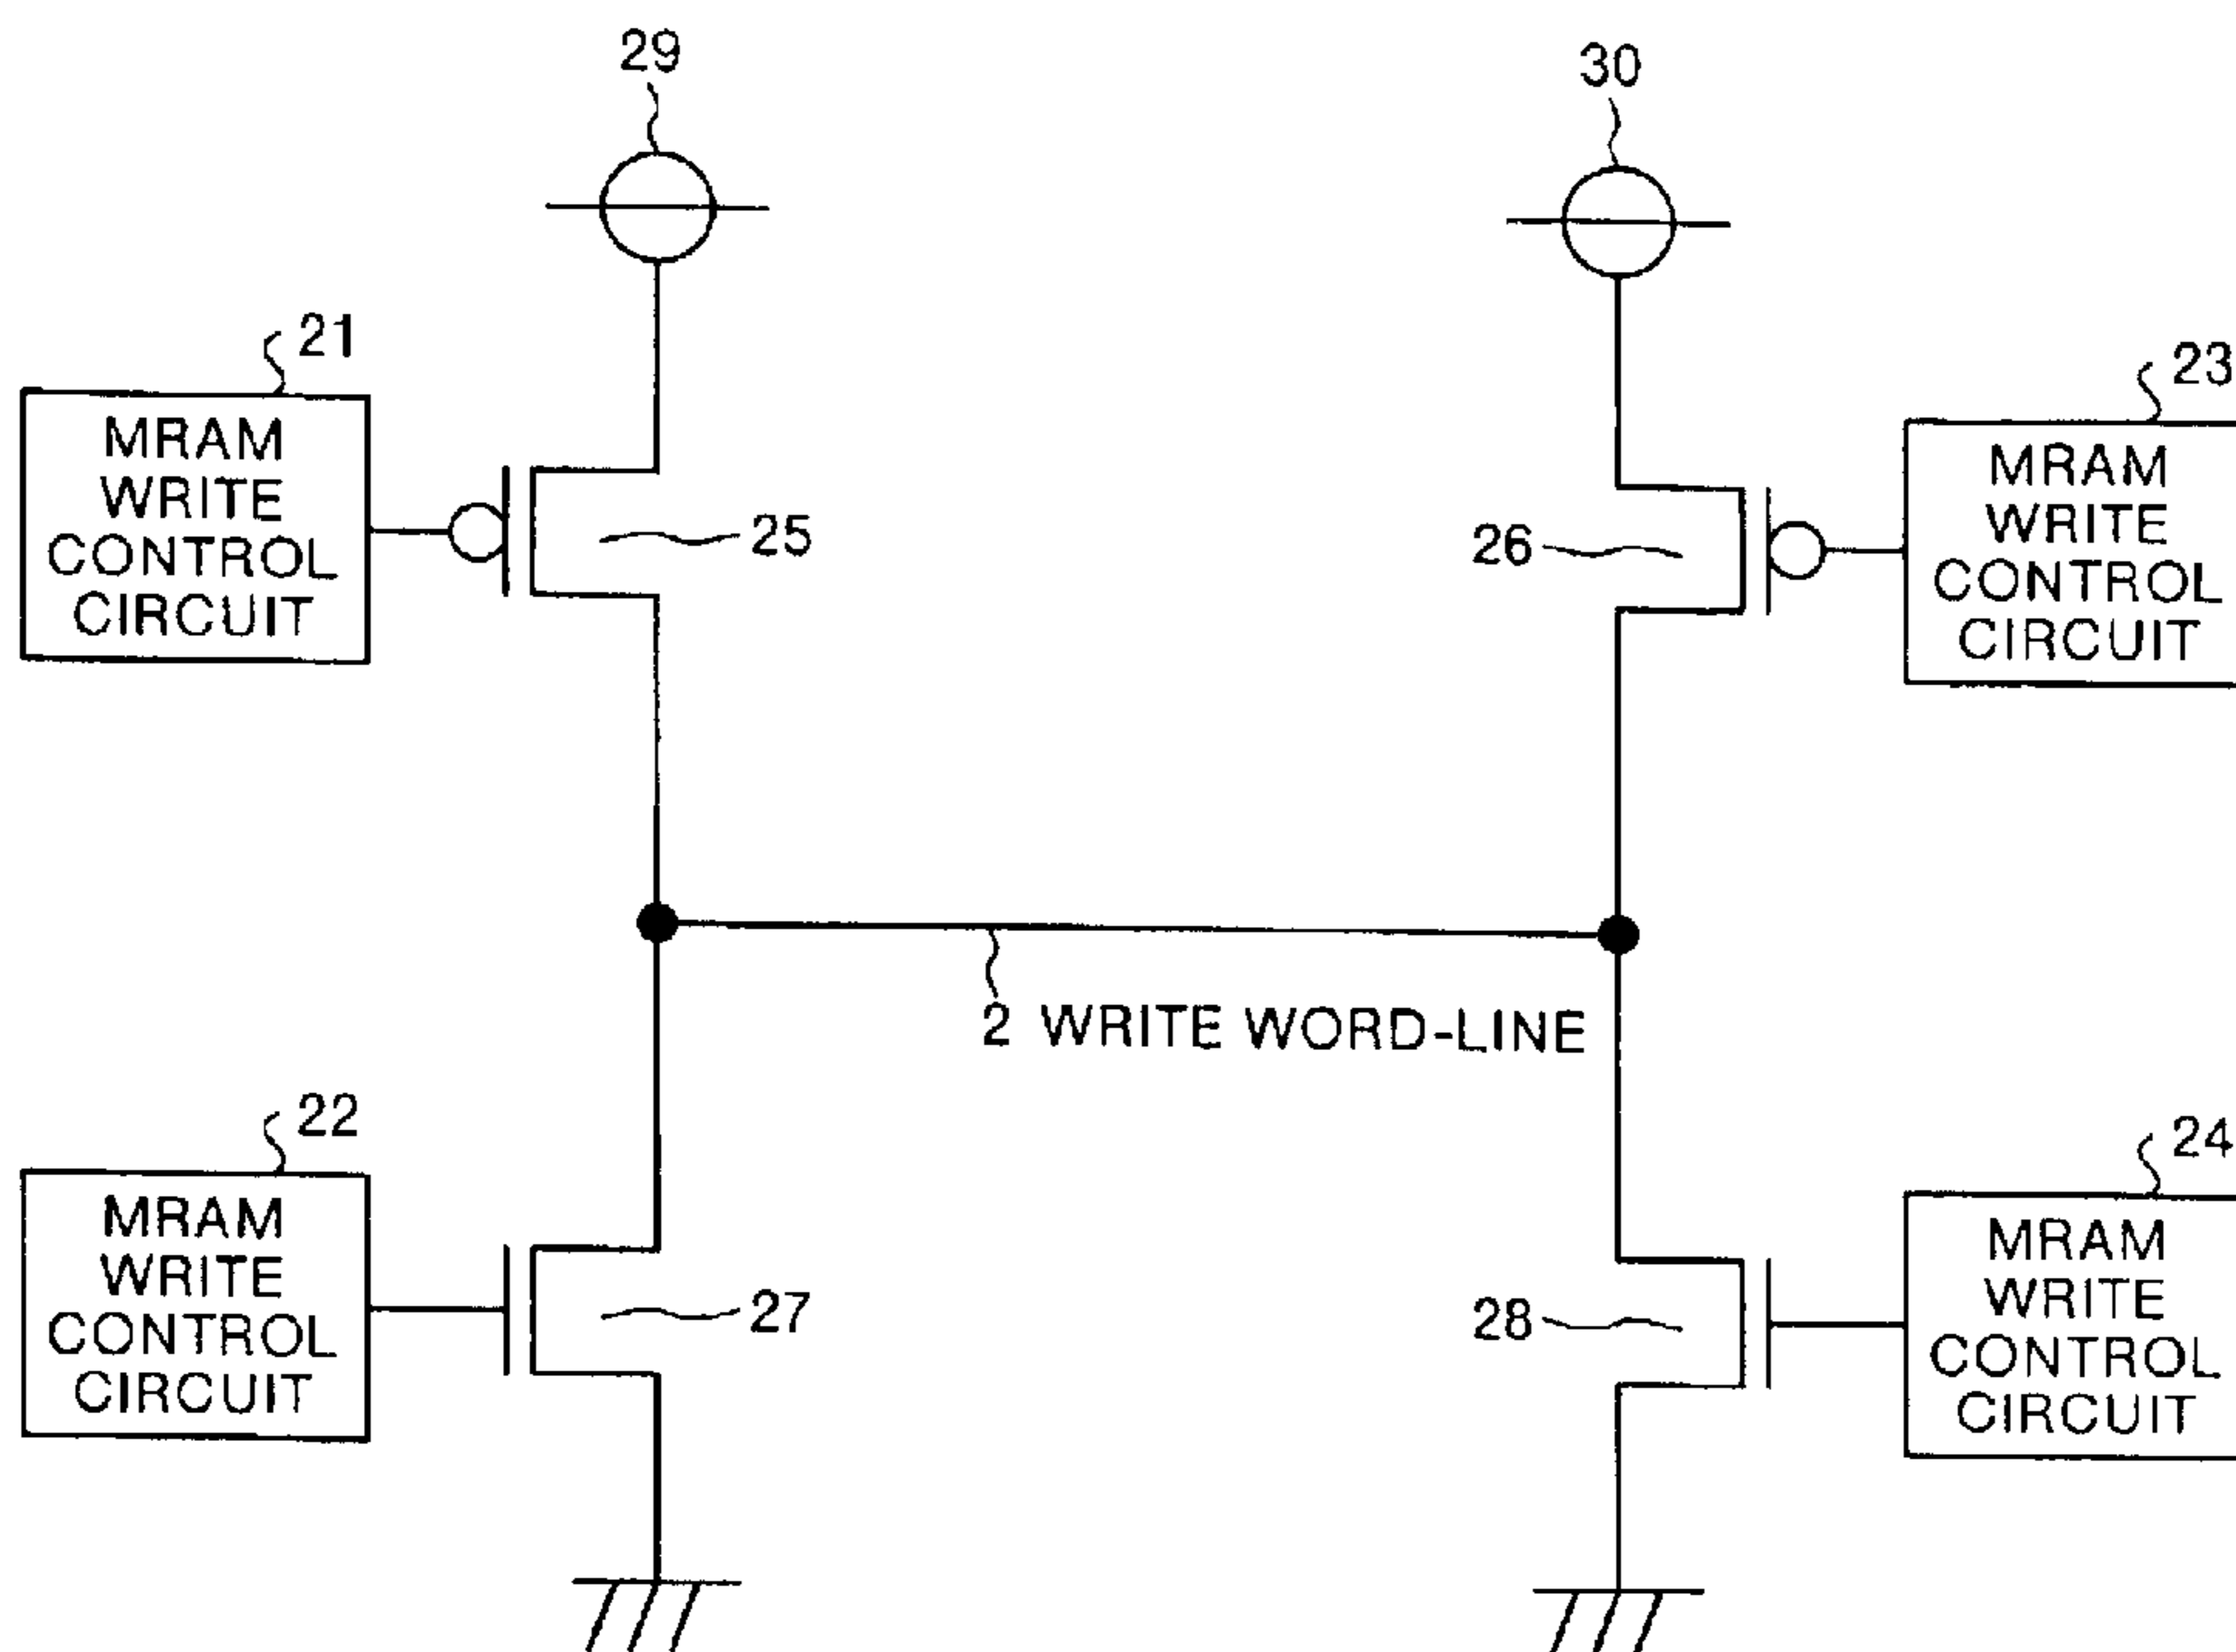 29
30
21
23
MRAM
WRITE
CONTROL
CIRCUIT
25
26
MRAM
WRITE
CONTROL
CIRCUIT
2 WRITE WORD-LINE
22
24
MRAM
WRITE
CONTROL
CIRCUIT
27
28
MRAM
WRITE
CONTROL
CIRCUIT